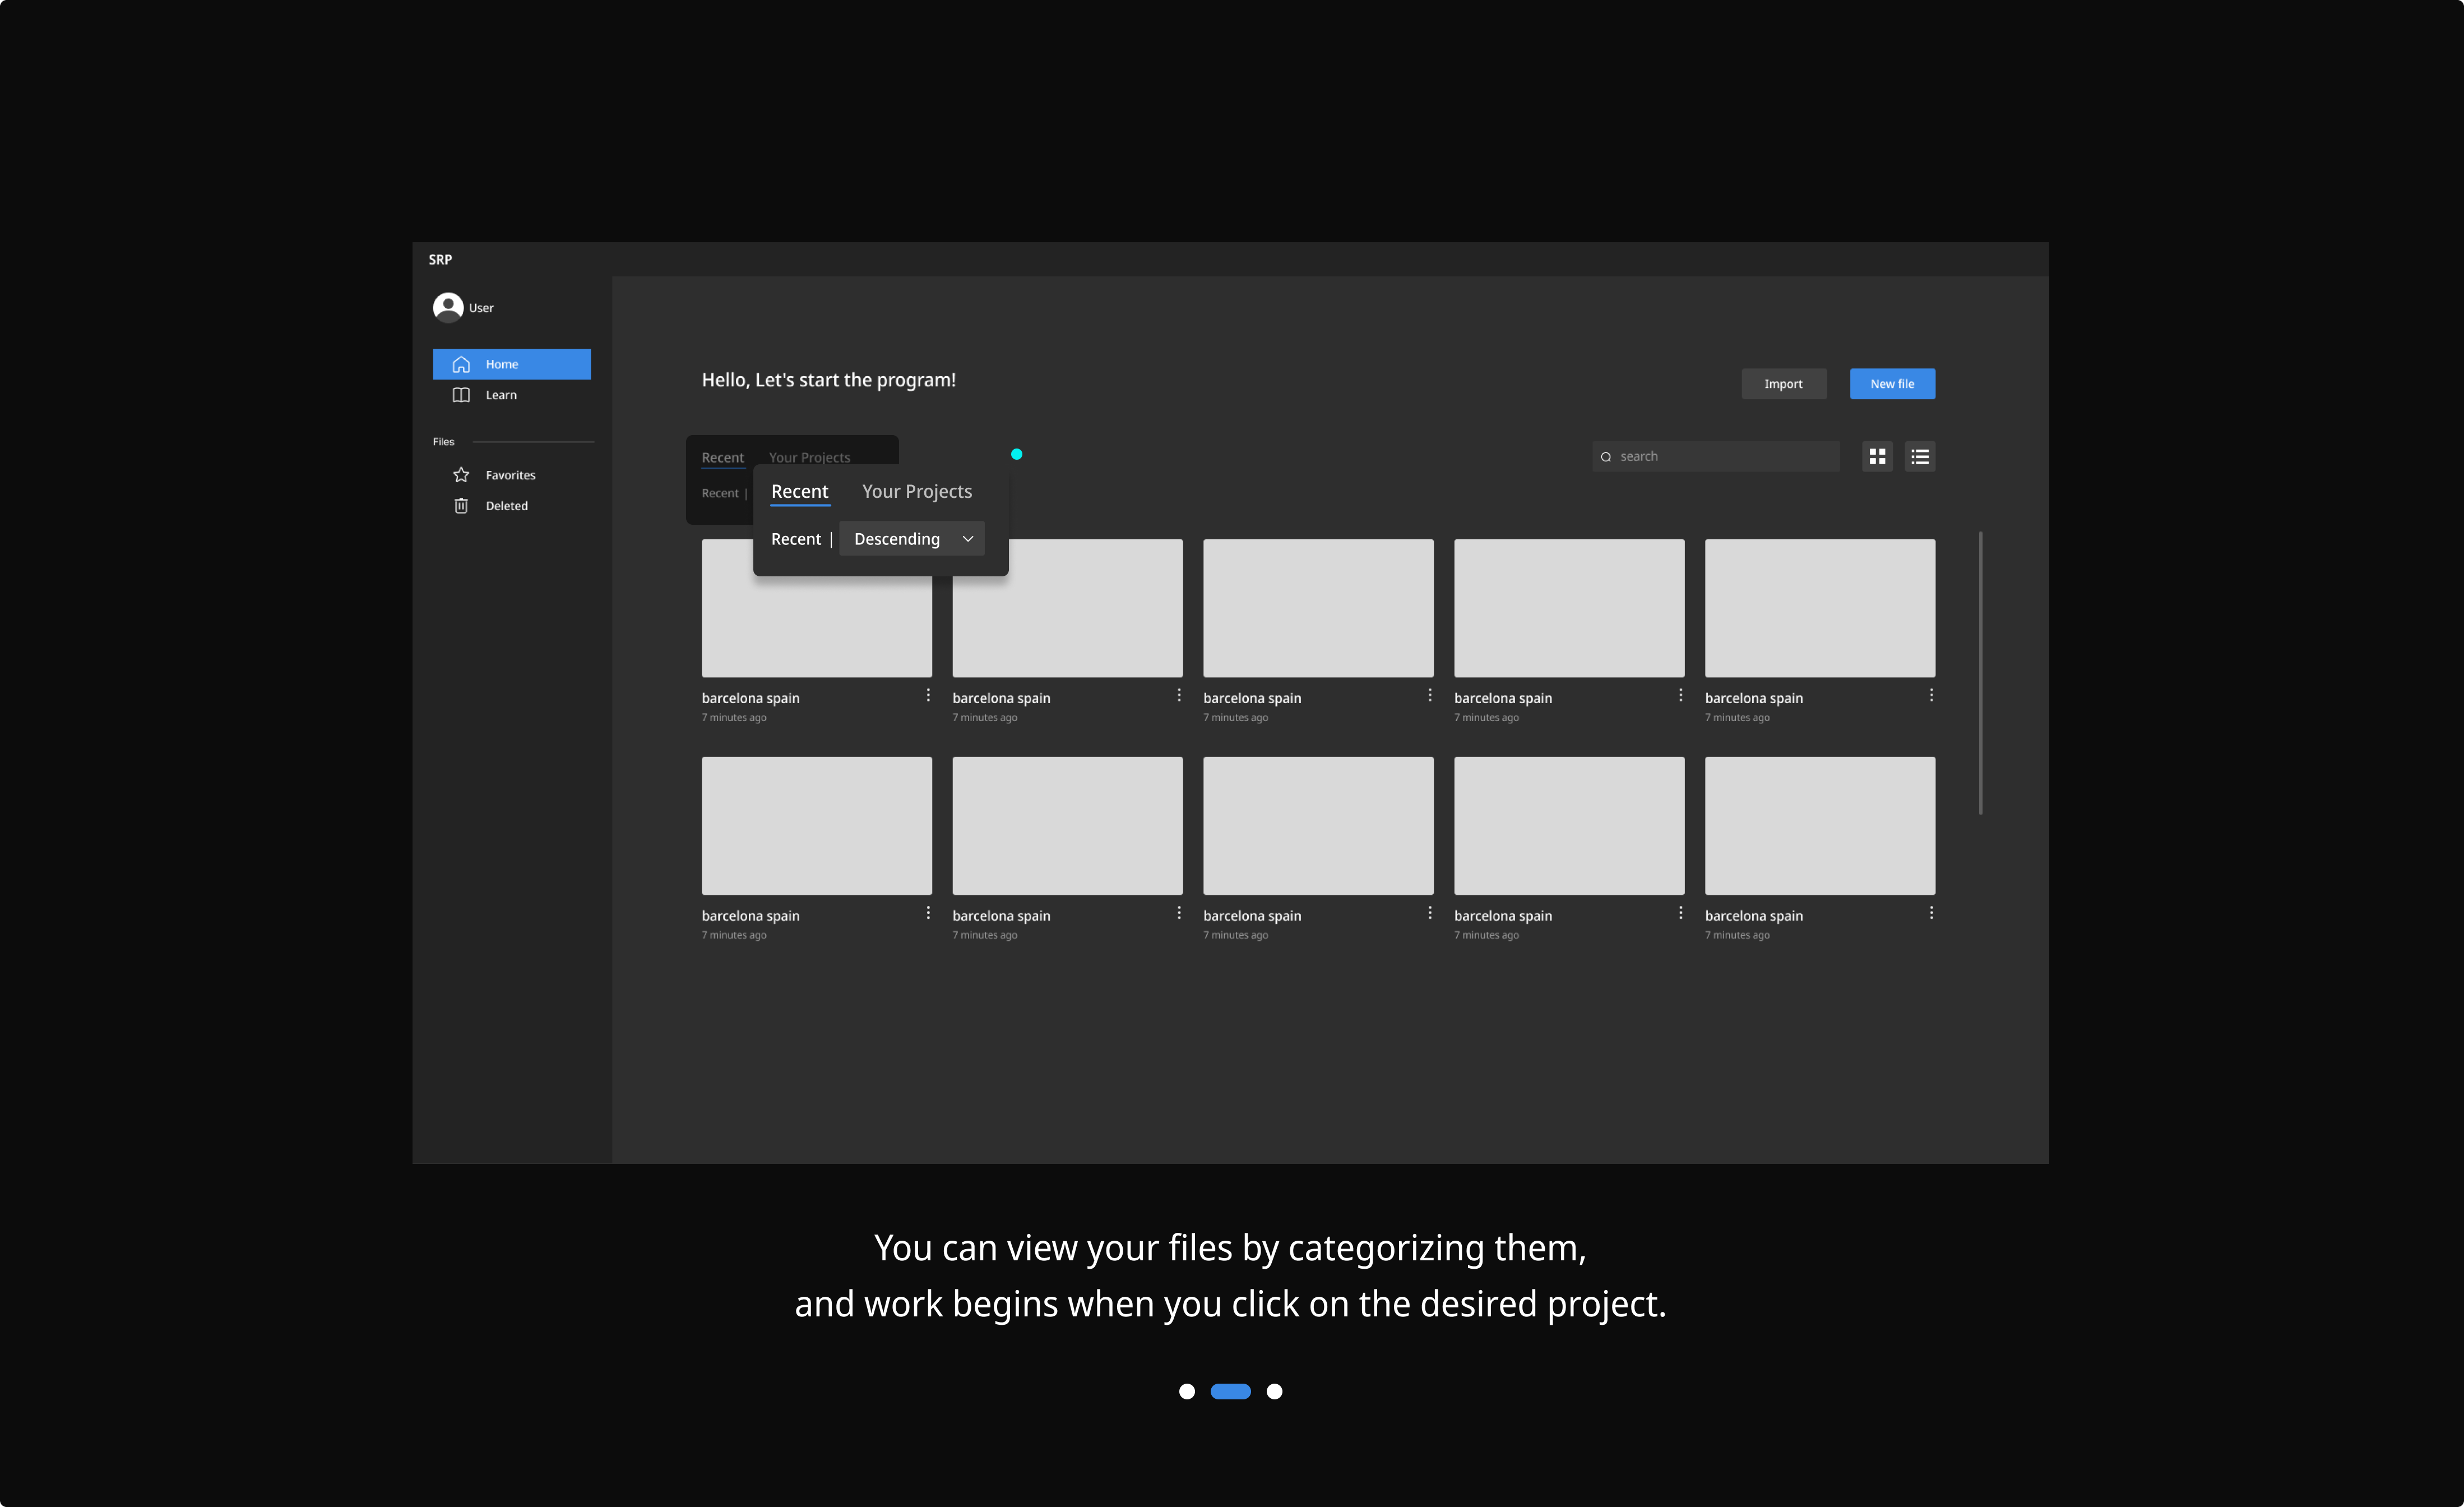 SRP
User
Home
Learn
Files
Favorites
Deleted
Hello, Let's start the program!
Import
New file
Recent Your Projects
search
Recent |
Recent Your Projects
Recent | Descending
barcelona spain barcelona spain barcelona spain barcelona spain barcelona spain
7 minutes ago 7 minutes ago 7 minutes ago 7 minutes ago 7 minutes ago
barcelona spain barcelona spain barcelona spain barcelona spain barcelona spain
7 minutes ago 7 minutes ago 7 minutes ago 7 minutes ago 7 minutes ago
You can view your files by categorizing them,
and work begins when you click on the desired project.